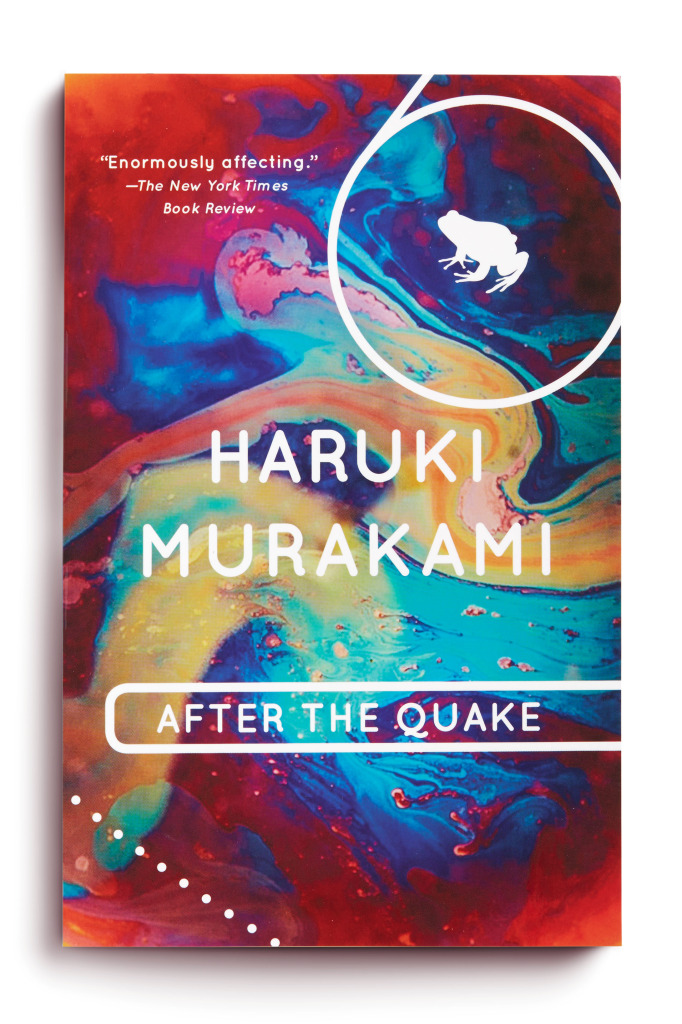 “Enormously affecting.”
—The New York Times
Book Review
HARUKI
MURAKAMI
AFTER THE QUAKE